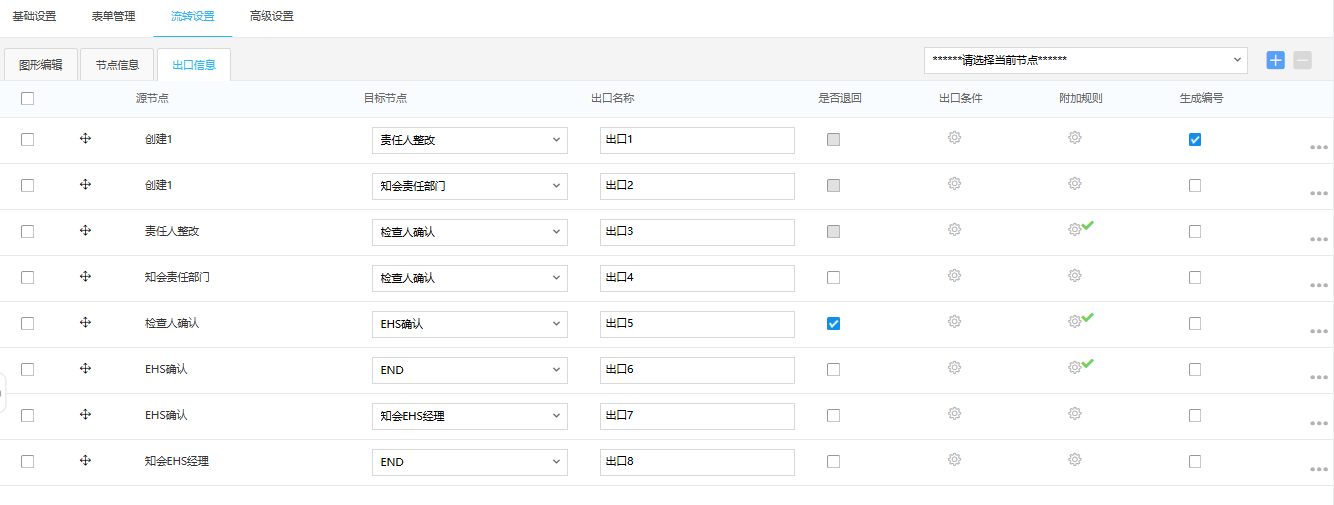 基础设置 表单管理 流转设置 高级设置
图形编辑 节点信息 出口信息 ******请选择当前节点******
源节点 目标节点 出口名称 是否退回 出口条件 附加规则 生成编号
创建1 责任人整改 出口1
创建1 知会责任部门 出口2
责任人整改 检查人确认 出口3
知会责任部门 检查人确认 出口4
检查人确认 EHS确认 出口5
EHS确认 END 出口6
EHS确认 知会EHS经理 出口7
知会EHS经理 END 出口8